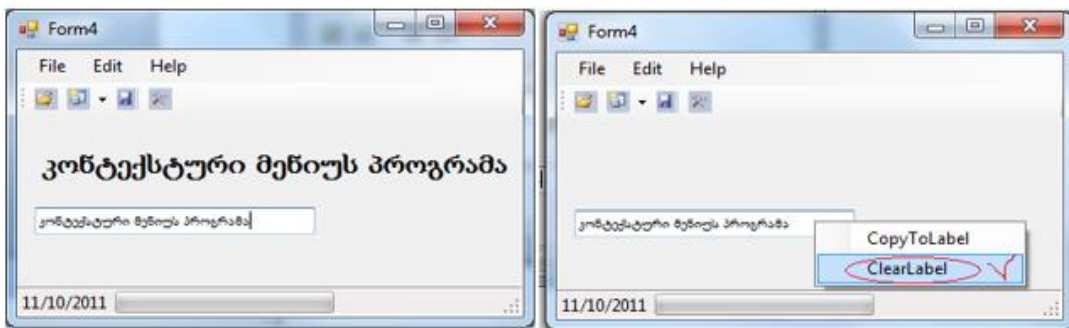 Form4
File Edit Help
კონტექსტური მენიუს პროგრამა
კონტექსტური მენიუს პროგრამა
11/10/2011
Form4
File Edit Help
კონტექსტური მენიუს პროგრამა
CopyToLabel
ClearLabel
11/10/2011